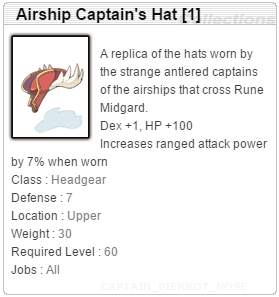 Airship Captain's Hat [1]
collections
A replica of the hats worn by
the strange antlered captains
of the airships that cross Rune
Midgard.
Dex +1, HP +100
Increases ranged attack power
by 7% when worn
Class : Headgear
Defense : 7
Location : Upper
Weight : 30
Required Level : 60
Jobs : All
CAPTAIN_PIERROT_NOSE